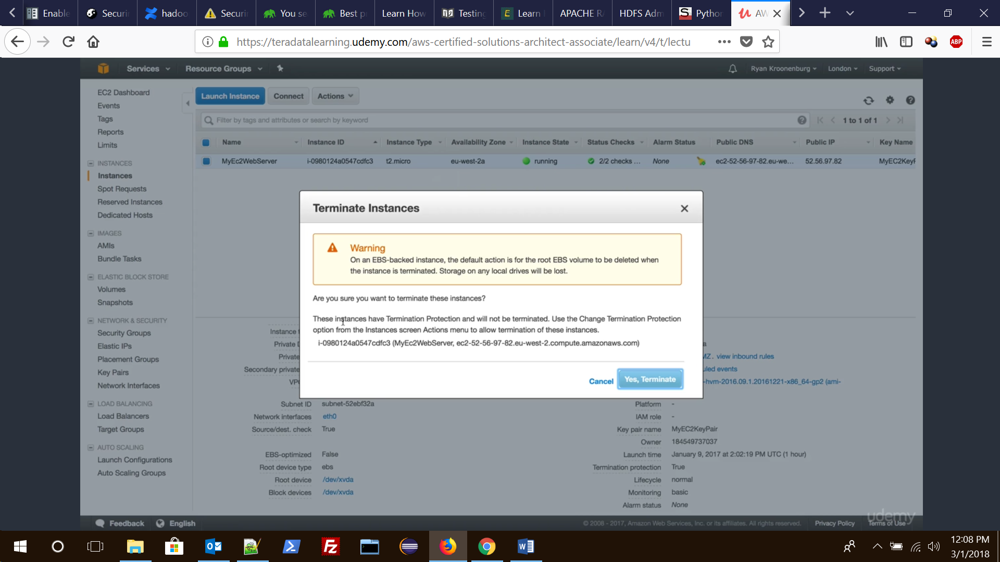 Enable
Securi
hadoo
Securi
You se
Best p
Learn How
Testing
Learn
APACHE RA
HDFS Adm
Python
AW
https://teradatalearning.udemy.com/aws-certified-solutions-architect-associate/learn/v4/t/lectu
ABP
Services
Resource Groups
Ryan Kroonenburg
London
Support
EC2 Dashboard
Events
Tags
Reports
Limits
INSTANCES
Instances
Spot Requests
Reserved Instances
Dedicated Hosts
IMAGES
AMIs
Bundle Tasks
ELASTIC BLOCK STORE
Volumes
Snapshots
NETWORK & SECURITY
Security Groups
Elastic IPs
Placement Groups
Key Pairs
Network Interfaces
LOAD BALANCING
Load Balancers
Target Groups
AUTO SCALING
Launch Configurations
Auto Scaling Groups
Launch Instance Connect Actions
Filter by tags and attributes or search by keyword
1 to 1 of 1
Name Instance ID Instance Type Availability Zone Instance State Status Checks Alarm Status Public DNS Public IP Key Name
MyEc2WebServer i-0980124a0547cdfc3 t2.micro eu-west-2a running 2/2 checks ... None ec2-52-56-97-82.eu-we... 52.56.97.82 MyEC2KeyF
Terminate Instances
Warning
On an EBS-backed instance, the default action is for the root EBS volume to be deleted when
the instance is terminated. Storage on any local drives will be lost.
Are you sure you want to terminate these instances?
These instances have Termination Protection and will not be terminated. Use the Change Termination Protection
option from the Instances screen Actions menu to allow termination of these instances.
i-0980124a0547cdfc3 (MyEc2WebServer, ec2-52-56-97-82.eu-west-2.compute.amazonaws.com)
Cancel Yes, Terminate
Instance
Private
Private
Secondary private
VPC
a
MZ. view inbound rules
uled events
-hvm-2016.09.1.20161221-x86_64-gp2 (ami-
Subnet ID subnet-52ebf32a
Network interfaces eth0
Source/dest. check True
EBS-optimized False
Root device type ebs
Root device /dev/xvda
Block devices /dev/xvda
Platform -
IAM role -
Key pair name MyEC2KeyPair
Owner 184549737037
Launch time January 9, 2017 at 2:02:19 PM UTC (1 hour)
Termination protection True
Lifecycle normal
Monitoring basic
Alarm status None
udemy
Feedback English
© 2008 - 2017, Amazon Web Services, Inc. or its affiliates. All rights reserved. Privacy Policy Terms of Use
12:08 PM
3/1/2018